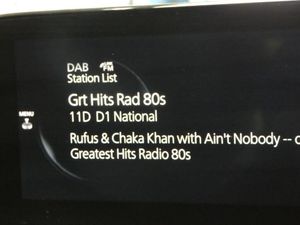 DAB FM
Station List
Grt Hits Rad 80s
11D D1 National
MENU
Rufus & Chaka Khan with Ain't Nobody -- o
Greatest Hits Radio 80s